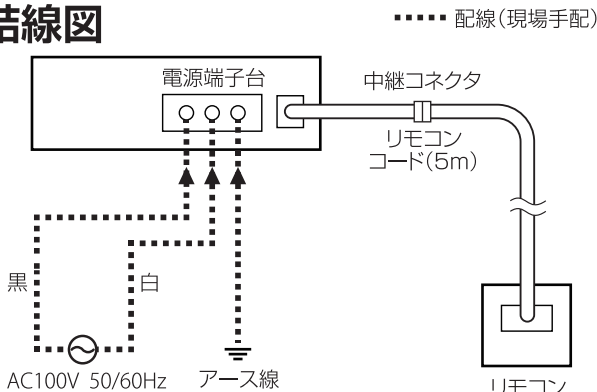 結線図
配線(現場手配)
電源端子台
中継コネクタ
リモコン
コード(5m)
黒
白
AC100V 50/60Hz
アース線
リモコン